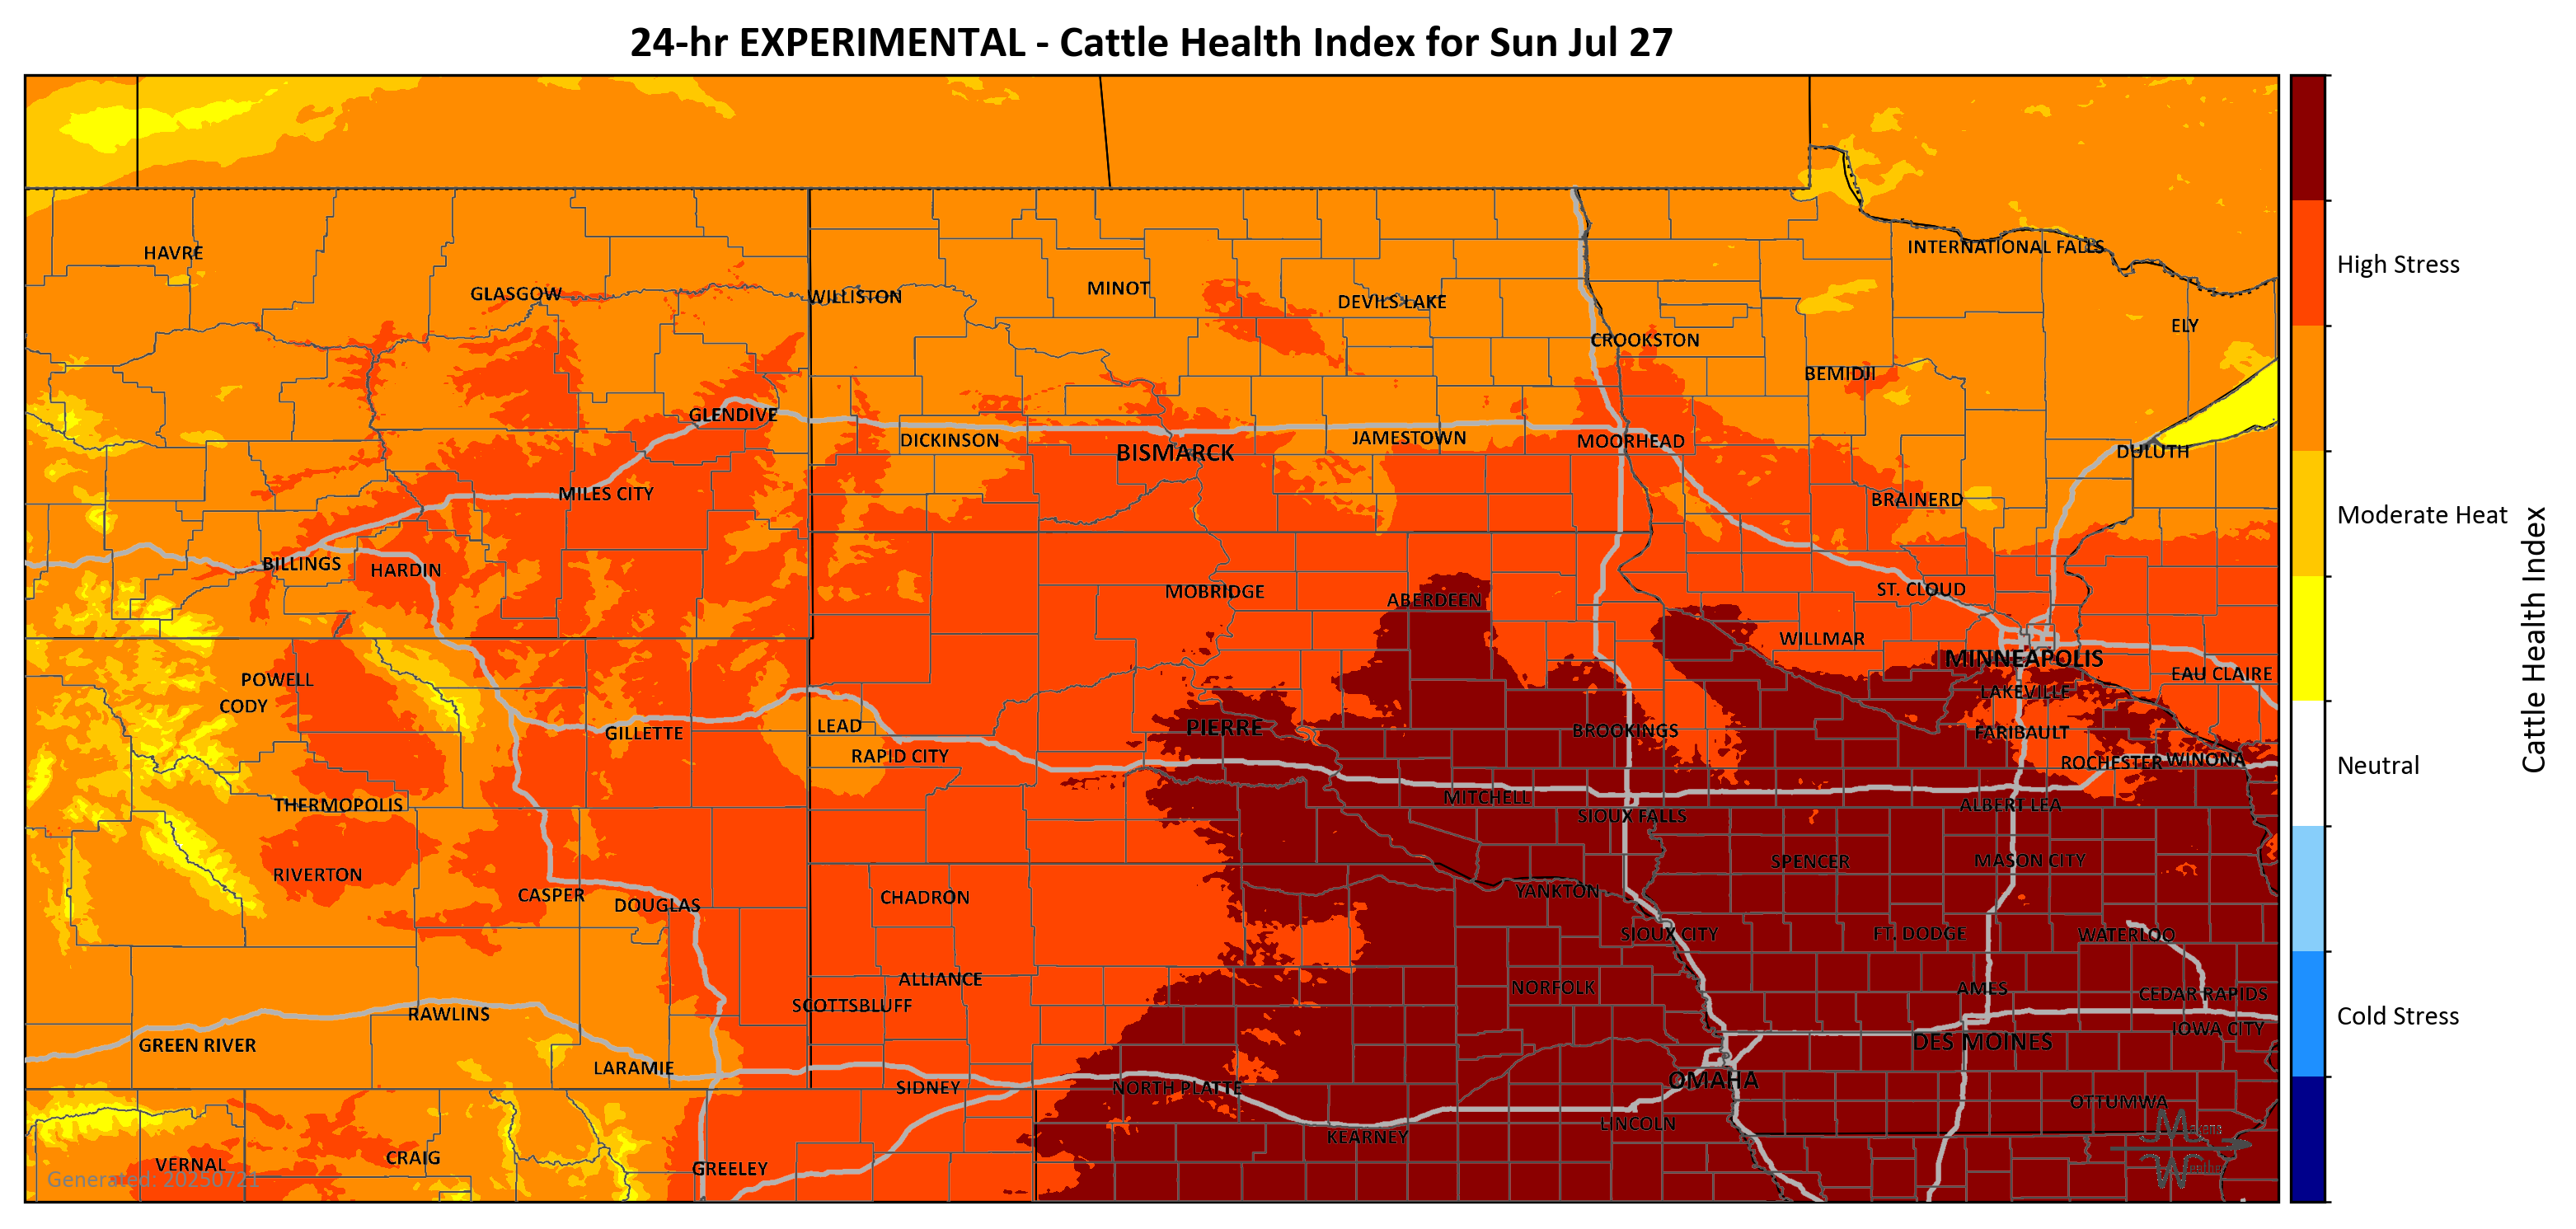 24-hr EXPERIMENTAL - Cattle Health Index for Sun Jul 27
HAVRE
INTERNATIONAL FALLS
GLASGOW
WILLISTON
MINOT
DEVILS LAKE
High Stress
ELY
CROOKSTON
BEMIDJI
GLENDIVE
DICKINSON
BISMARCK
JAMESTOWN
MOORHEAD
DULUTH
MILES CITY
BRAINERD
Moderate Heat
BILLINGS
HARDIN
MOBRIDGE
ABERDEEN
ST. CLOUD
WILLMAR
MINNEAPOLIS
EAU CLAIRE
POWELL
CODY
LAKEVILLE
GILLETTE
LEAD
PIERRE
BROOKINGS
FARIBAULT
Cattle Health Index
RAPID CITY
ROCHESTER
WINONA
Neutral
THERMOPOLIS
MITCHELL
ALBERT LEA
SIOUX FALLS
RIVERTON
SPENCER
MASON CITY
CASPER
DOUGLAS
CHADRON
YANKTON
SIOUX CITY
FT. DODGE
WATERLOO
ALLIANCE
NORFOLK
AMES
CEDAR RAPIDS
SCOTTSBLUFF
RAWLINS
Cold Stress
IOWA CITY
GREEN RIVER
DES MOINES
LARAMIE
SIDNEY
NORTH PLATTE
OMAHA
OTTUMWA
LINCOLN
KEARNEY
VERNAL
CRAIG
GREELEY
Generated: 20250721